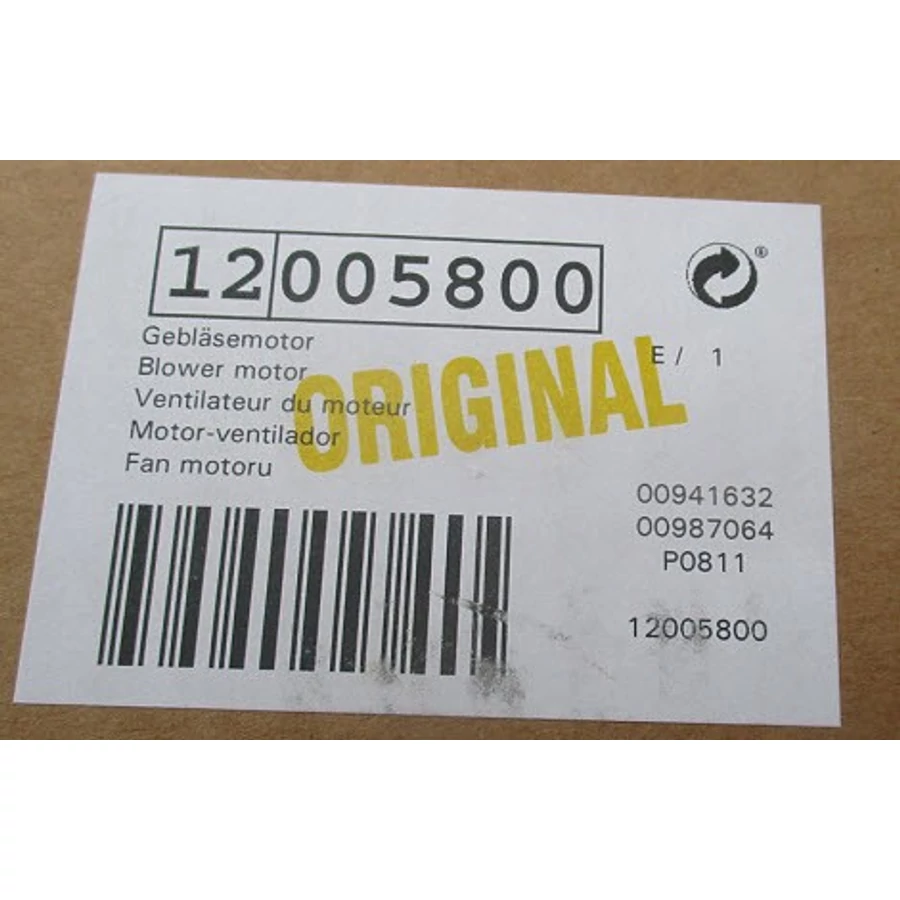 12005800
®
Gebläsemotor
Blower motor
Ventilateur du moteur
Motor-ventilador
Fan motoru
ORIGINAL
E / 1
00941632
00987064
P0811
12005800